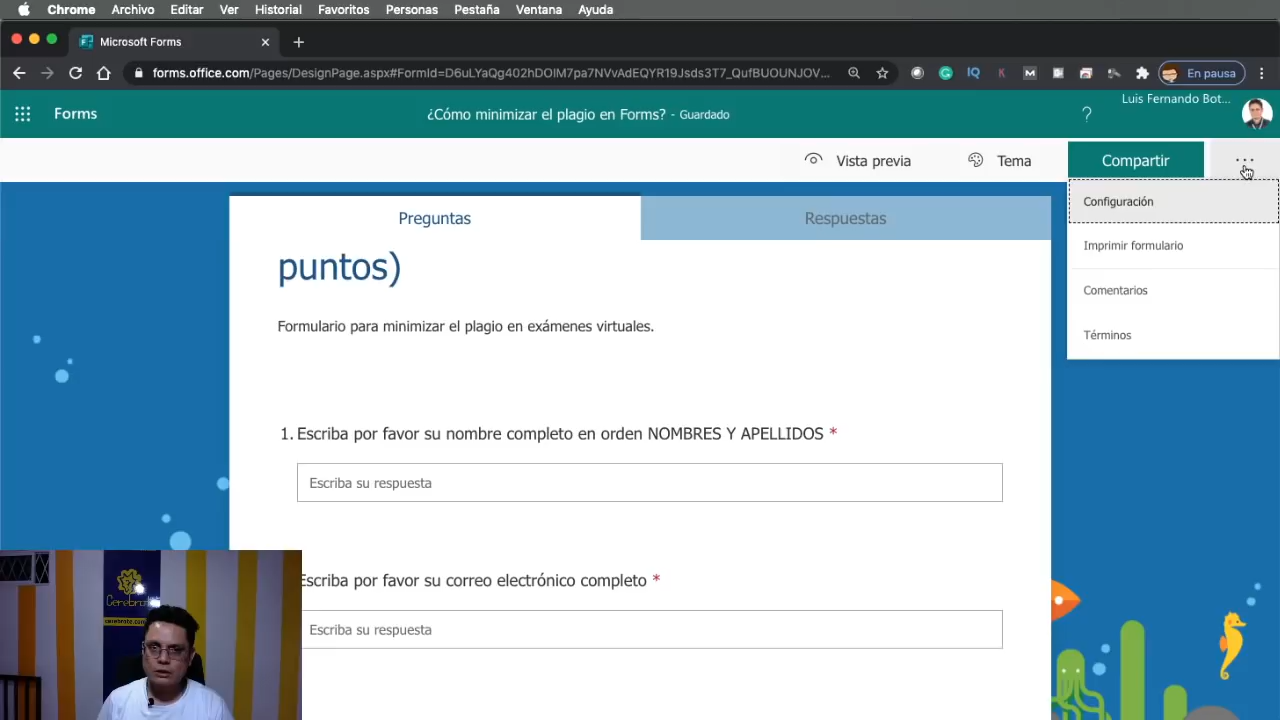 Chrome Archivo Editar Ver Historial Favoritos Personas Pestaña Ventana Ayuda
Microsoft Forms
forms.office.com/Pages/DesignPage.aspx#FormId=D6uLYaQg402hDOIM7pa7NVvAdEQYR19Jsds3T7_QufBUOUNJOV...
IQ K M En pausa
Forms
¿Cómo minimizar el plagio en Forms? - Guardado
?
Luis Fernando Bot...
Vista previa
Tema
Compartir
...
Configuración
Imprimir formulario
Comentarios
Términos
Preguntas
Respuestas
puntos)
Formulario para minimizar el plagio en exámenes virtuales.
1. Escriba por favor su nombre completo en orden NOMBRES Y APELLIDOS *
Escriba su respuesta
Escriba por favor su correo electrónico completo *
Escriba su respuesta